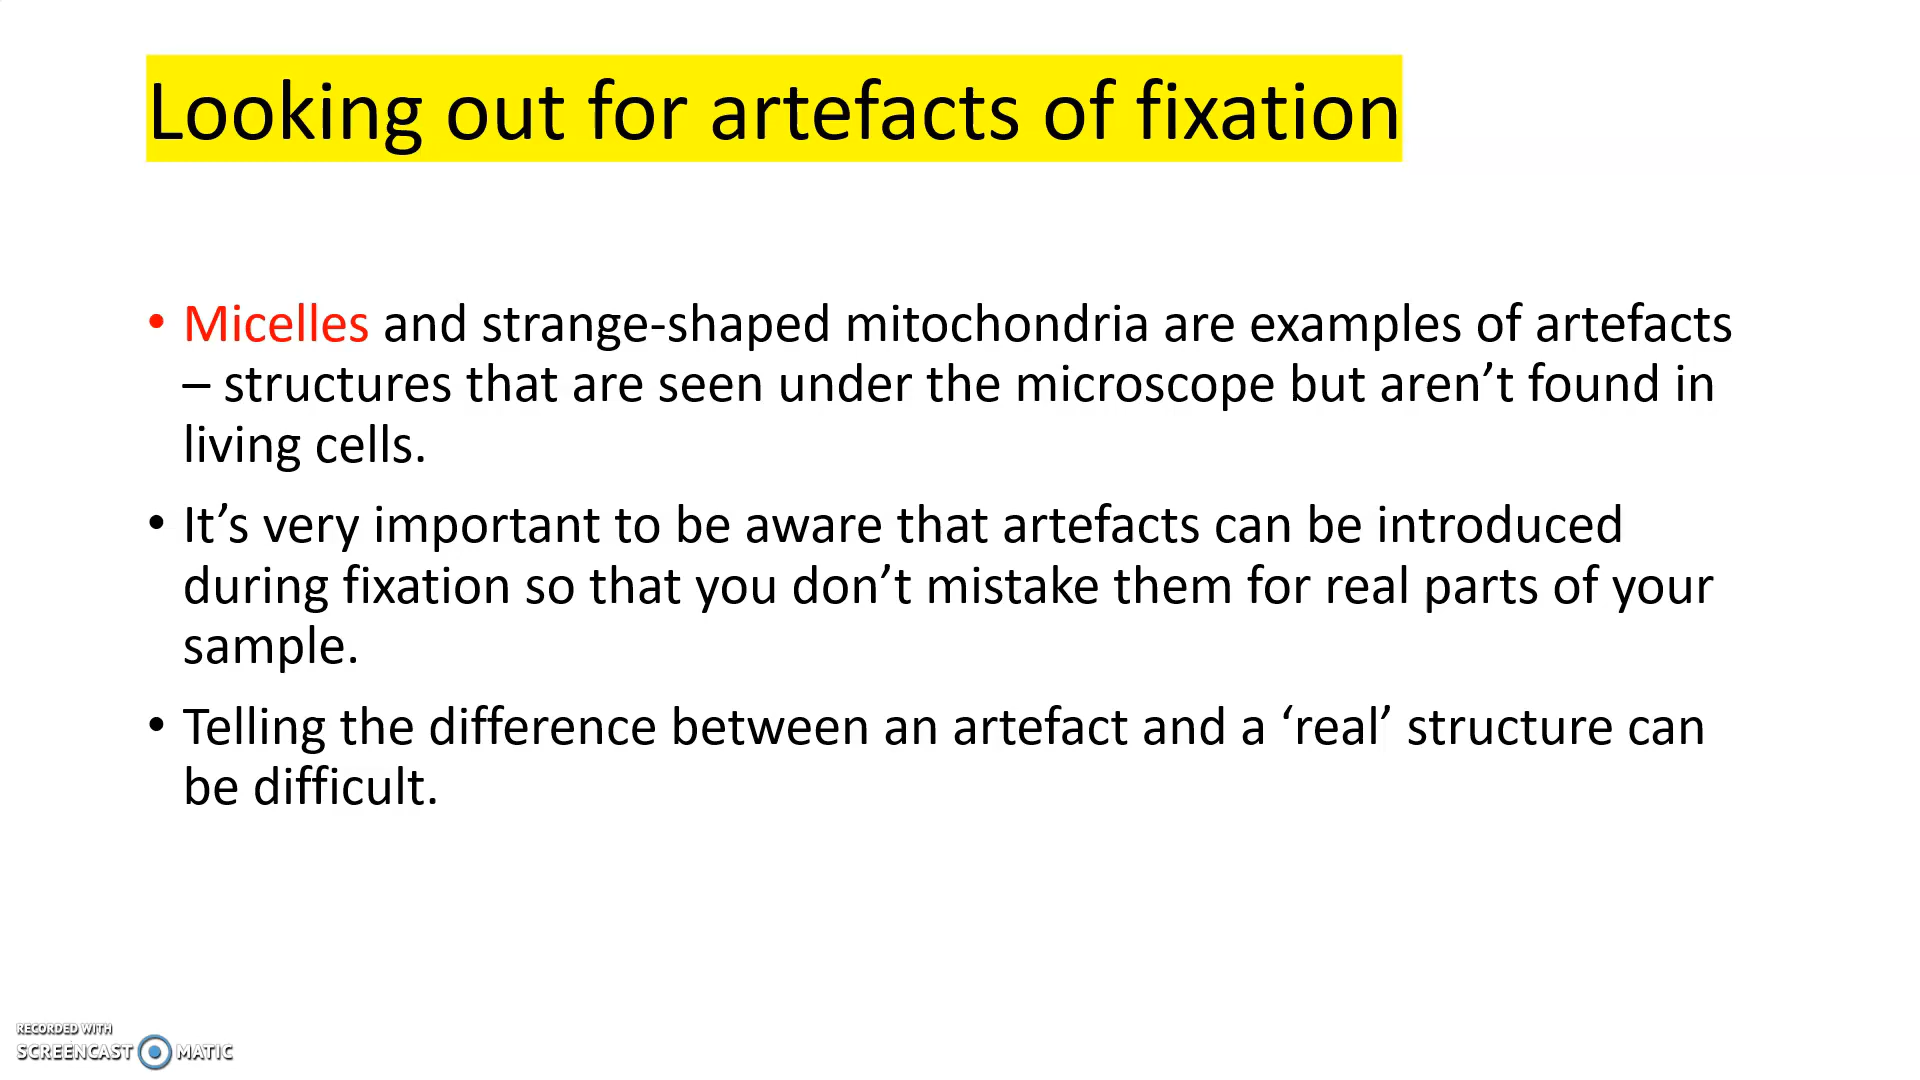 Looking out for artefacts of fixation
• Micelles and strange-shaped mitochondria are examples of artefacts
– structures that are seen under the microscope but aren’t found in
living cells.
• It’s very important to be aware that artefacts can be introduced
during fixation so that you don’t mistake them for real parts of your
sample.
• Telling the difference between an artefact and a ‘real’ structure can
be difficult.
RECORDED WITH
SCREENCAST MATIC